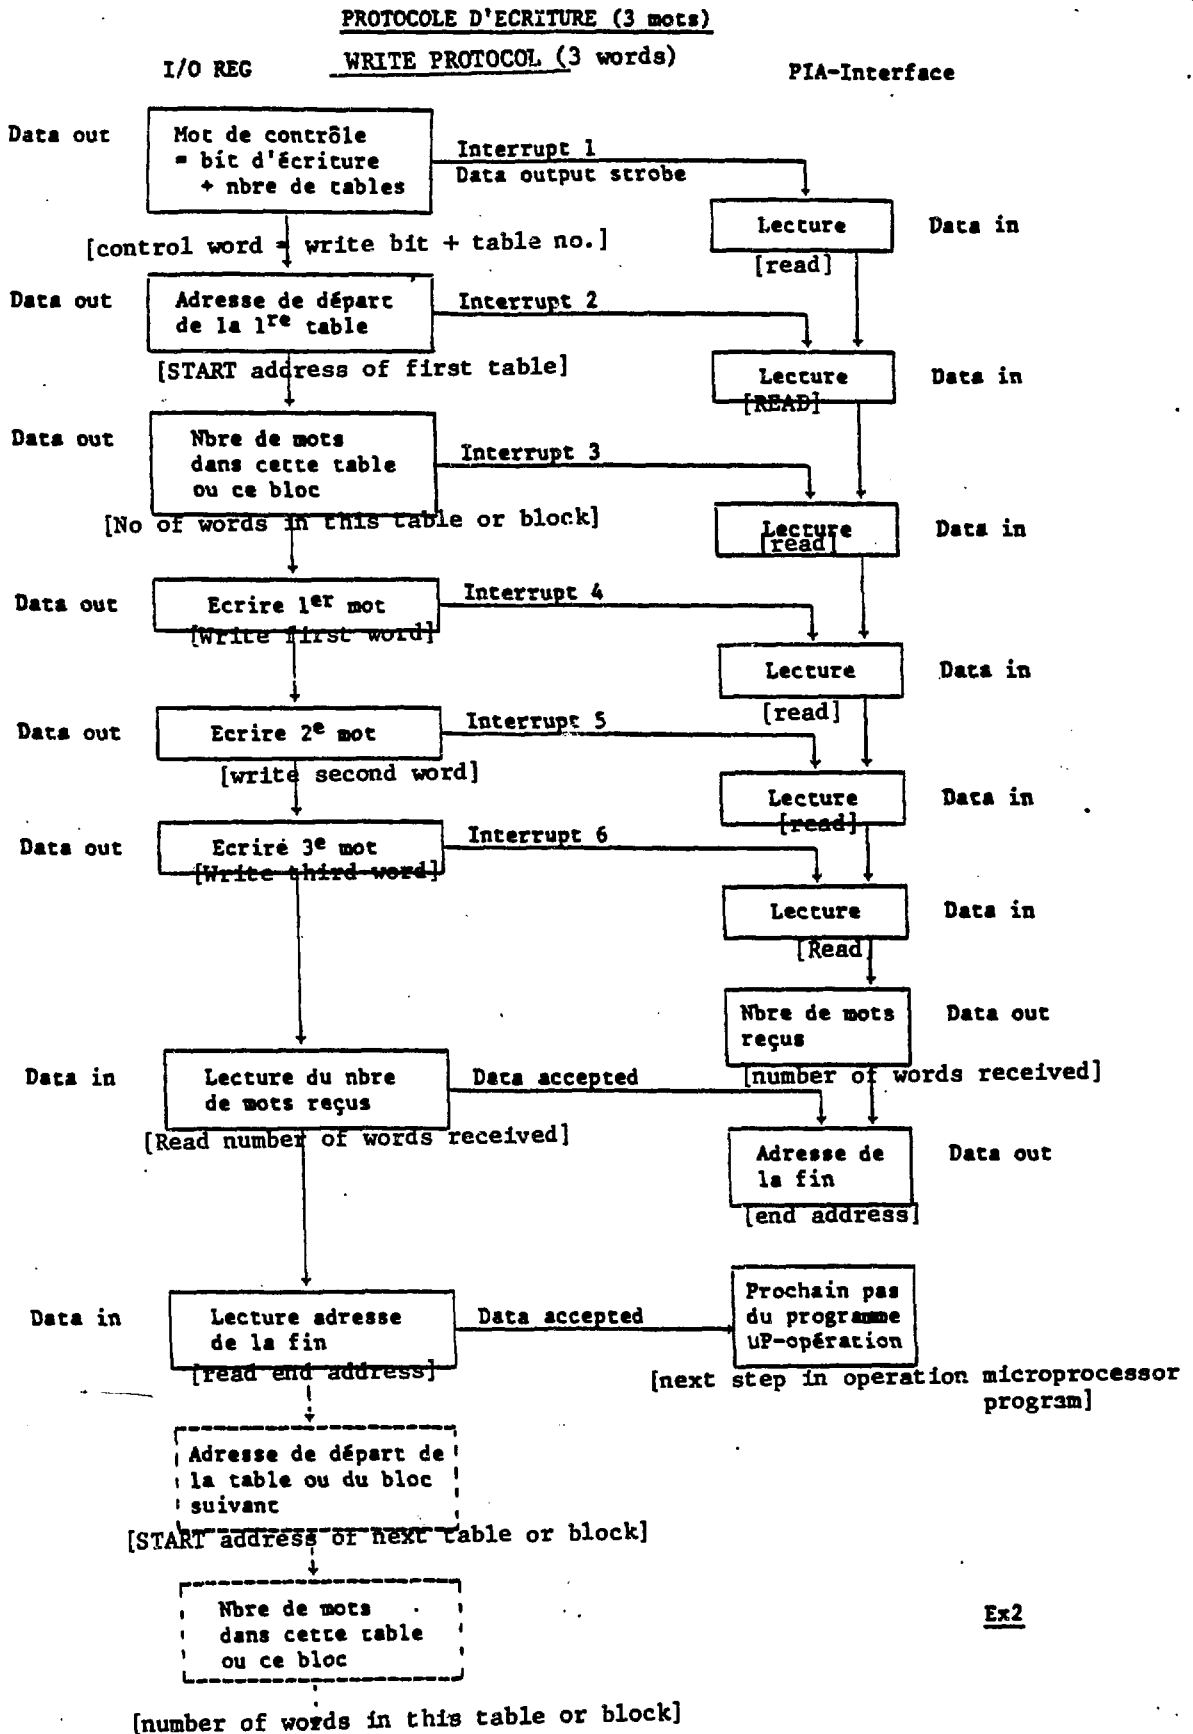 PROTOCOLE D'ECRITURE (3 mots)
WRITE PROTOCOL (3 words)
I/O REG
PIA-Interface
Data out
Mot de contrôle
= bit d'écriture
+ nbre de tables
Interrupt 1
Data output strobe
Lecture
Data in
[read]
[control word = write bit + table no.]
Data out
Adresse de départ
de la 1re table
Interrupt 2
[START address of first table]
Lecture
Data in
[READ]
Data out
Nbre de mots
dans cette table
ou ce bloc
Interrupt 3
[No of words in this table or block]
Lecture
Data in
[read]
Data out
Ecrire 1er mot
Interrupt 4
[Write first word]
Lecture
Data in
[read]
Data out
Ecrire 2e mot
Interrupt 5
[write second word]
Lecture
Data in
[read]
Data out
Ecriré 3e mot
Interrupt 6
[Write third word]
Lecture
Data in
[Read]
Nbre de mots
reçus
Data out
[number of words received]
Data in
Lecture du nbre
de mots reçus
Data accepted
[Read number of words received]
Adresse de
la fin
Data out
[end address]
Data in
Lecture adresse
de la fin
Data accepted
[read end address]
Prochain pas
du programme
uP-opération
[next step in operation microprocessor
program]
Adresse de départ de
la table ou du bloc
suivant
[START address of next table or block]
Nbre de mots
dans cette table
ou ce bloc
[number of words in this table or block]
Ex2